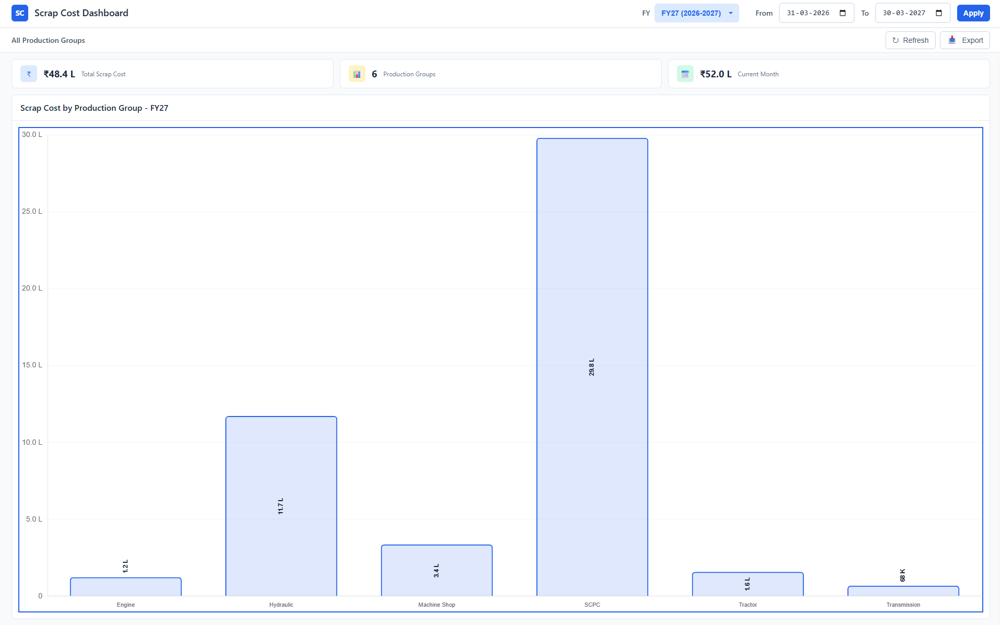 SC Scrap Cost Dashboard FY FY27 (2026-2027) From 31-03-2026 To 30-03-2027 Apply
All Production Groups Refresh Export
₹ ₹48.4 L Total Scrap Cost 6 Production Groups ₹52.0 L Current Month
Scrap Cost by Production Group - FY27
30.0 L
25.0 L
20.0 L
15.0 L
10.0 L
5.0 L
0
1.2 L
11.7 L
3.4 L
29.8 L
1.6 L
68 K
Engine Hydraulic Machine Shop SCPC Tractor Transmission